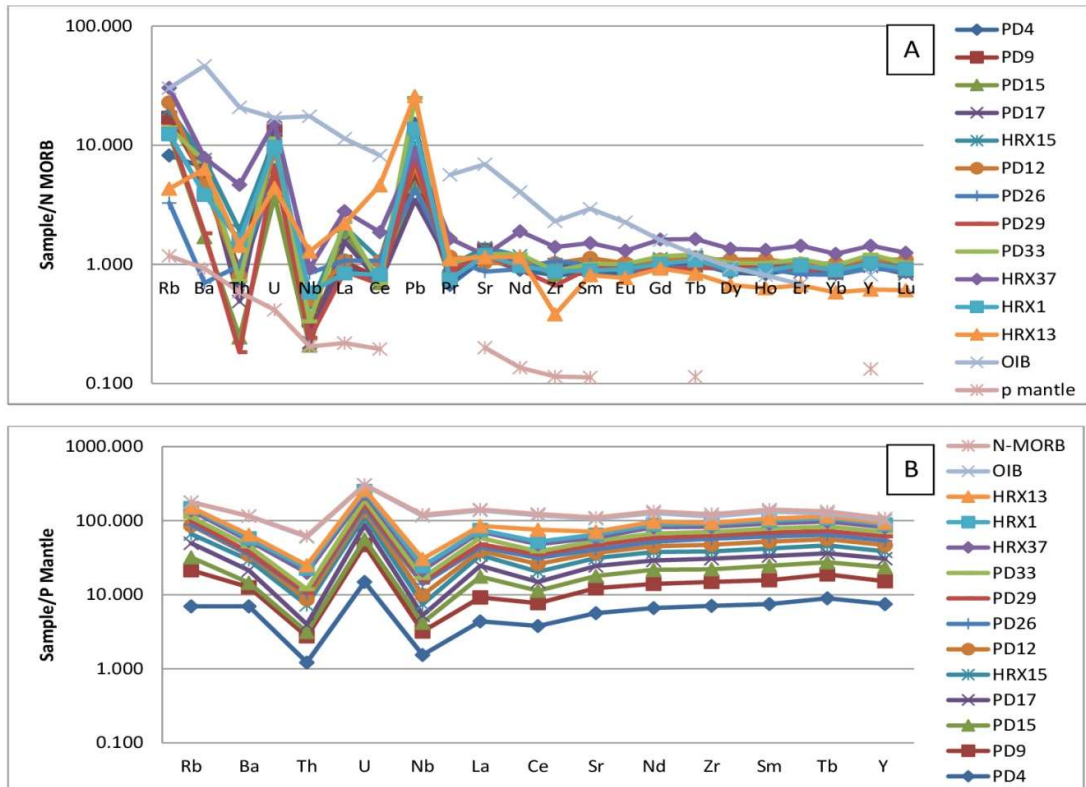 A
Sample/N MORB
100.000
10.000
1.000
0.100
Rb Ba Th U Nb La Ce Pb Pr Sr Nd Zr Sm Eu Gd Tb Dy Ho Er Yb Y Lu
PD4
PD9
PD15
PD17
HRX15
PD12
PD26
PD29
PD33
HRX37
HRX1
HRX13
OIB
p mantle
B
Sample/P Mantle
1000.000
100.000
10.000
1.000
0.100
Rb Ba Th U Nb La Ce Sr Nd Zr Sm Tb Y
N-MORB
OIB
HRX13
HRX1
HRX37
PD33
PD29
PD26
PD12
HRX15
PD17
PD15
PD9
PD4